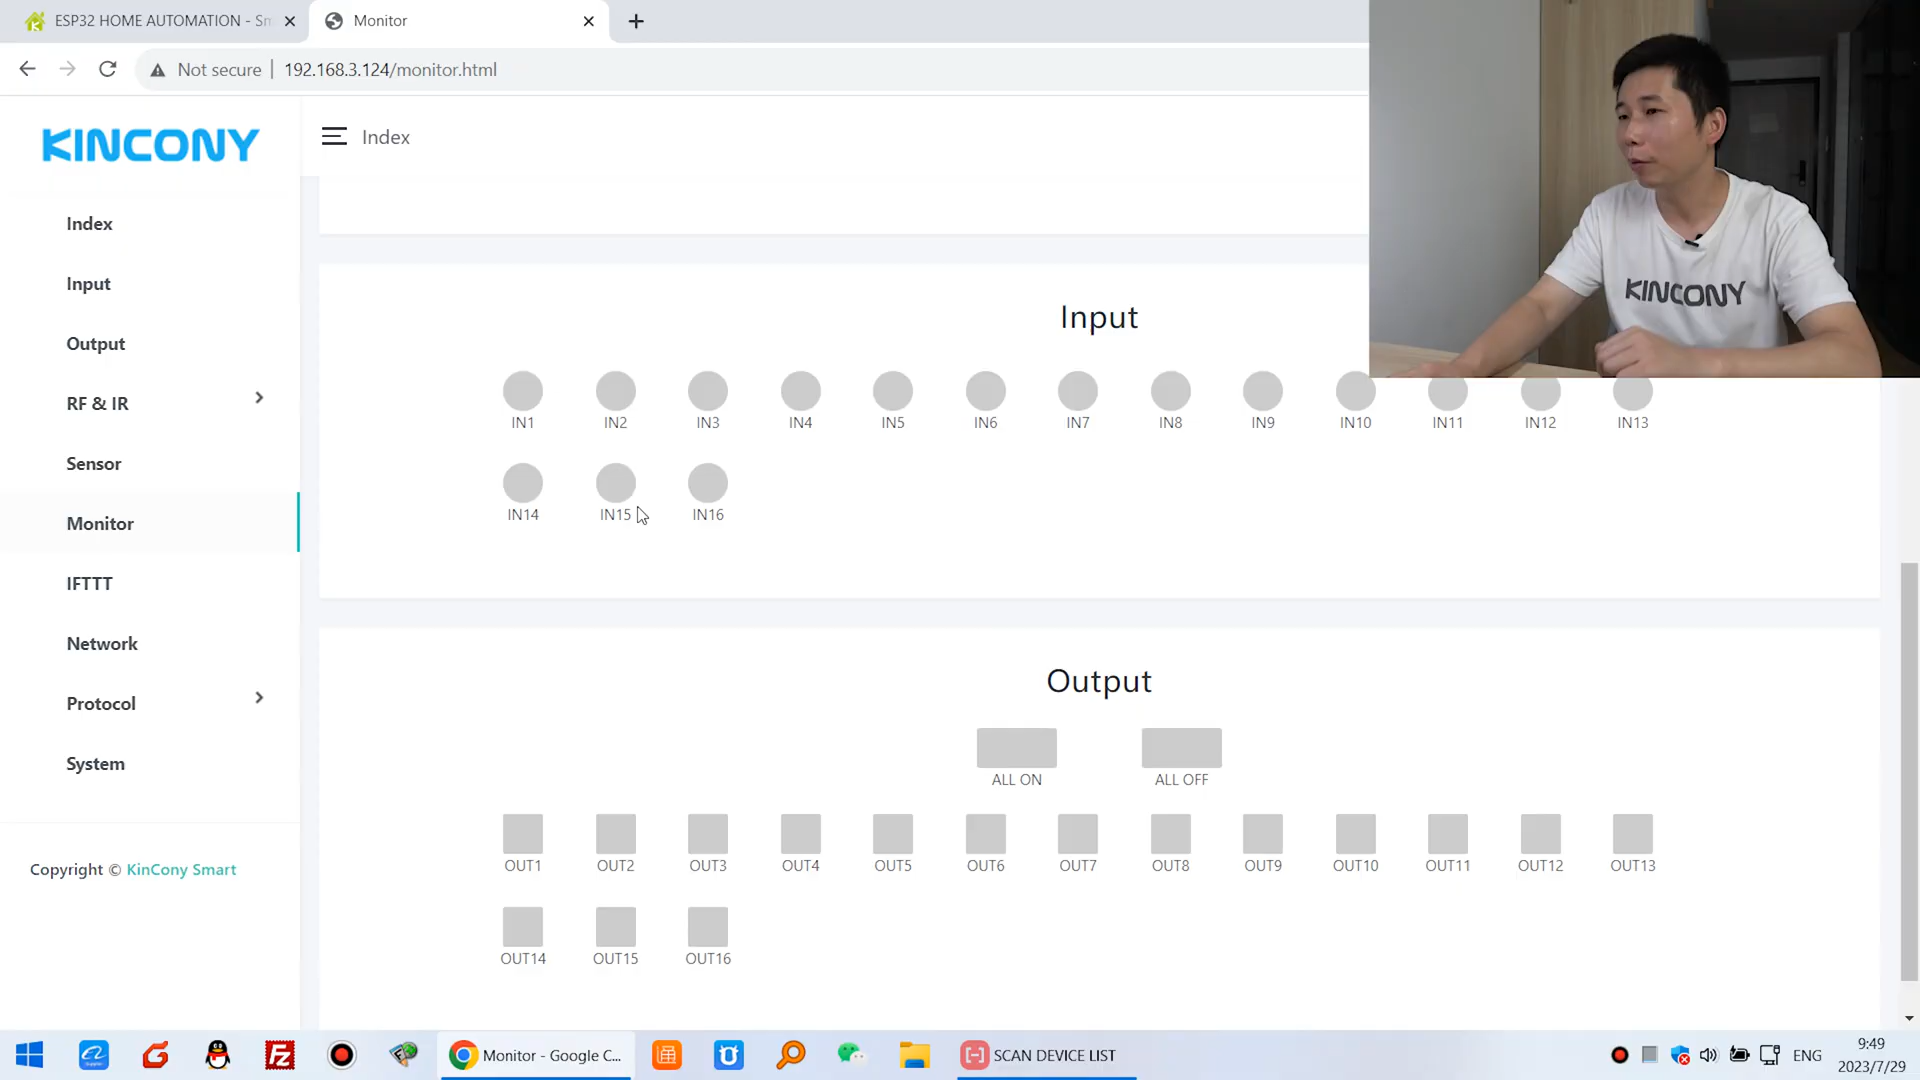 ESP32 HOME AUTOMATION - Sm
Monitor
Not secure
192.168.3.124/monitor.html
KINCONY
Index
Index
Input
Output
RF & IR
Sensor
Monitor
IFTTT
Network
Protocol
System
Copyright © KinCony Smart
Input
IN1 IN2 IN3 IN4 IN5 IN6 IN7 IN8 IN9 IN10 IN11 IN12 IN13
IN14 IN15 IN16
Output
ALL ON ALL OFF
OUT1 OUT2 OUT3 OUT4 OUT5 OUT6 OUT7 OUT8 OUT9 OUT10 OUT11 OUT12 OUT13
OUT14 OUT15 OUT16
KINCONY
Monitor - Google C...
SCAN DEVICE LIST
ENG
9:49
2023/7/29